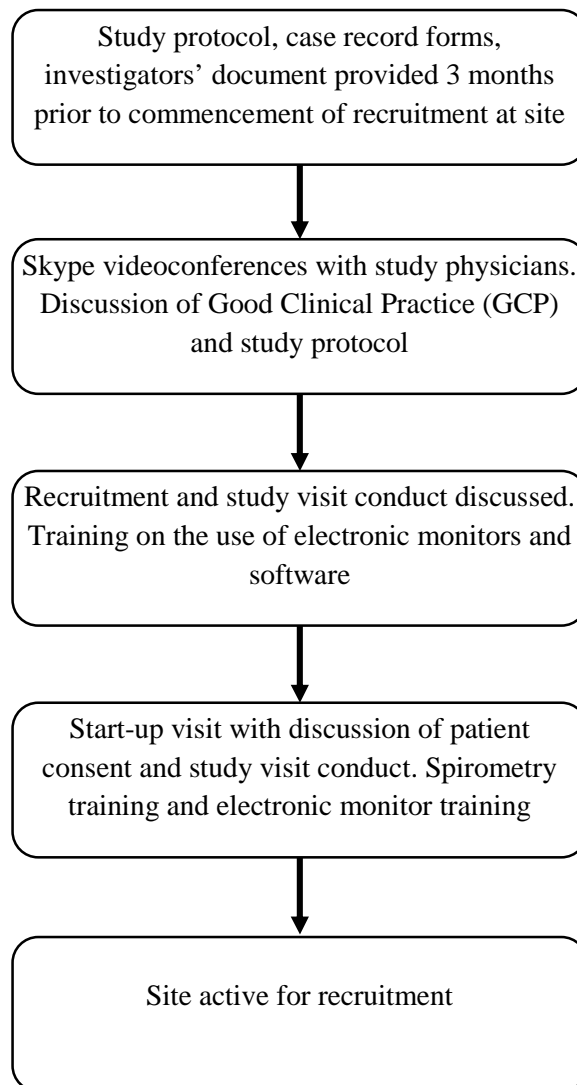 Study protocol, case record forms,
investigators’ document provided 3 months
prior to commencement of recruitment at site
Skype videoconferences with study physicians.
Discussion of Good Clinical Practice (GCP)
and study protocol
Recruitment and study visit conduct discussed.
Training on the use of electronic monitors and
software
Start-up visit with discussion of patient
consent and study visit conduct. Spirometry
training and electronic monitor training
Site active for recruitment